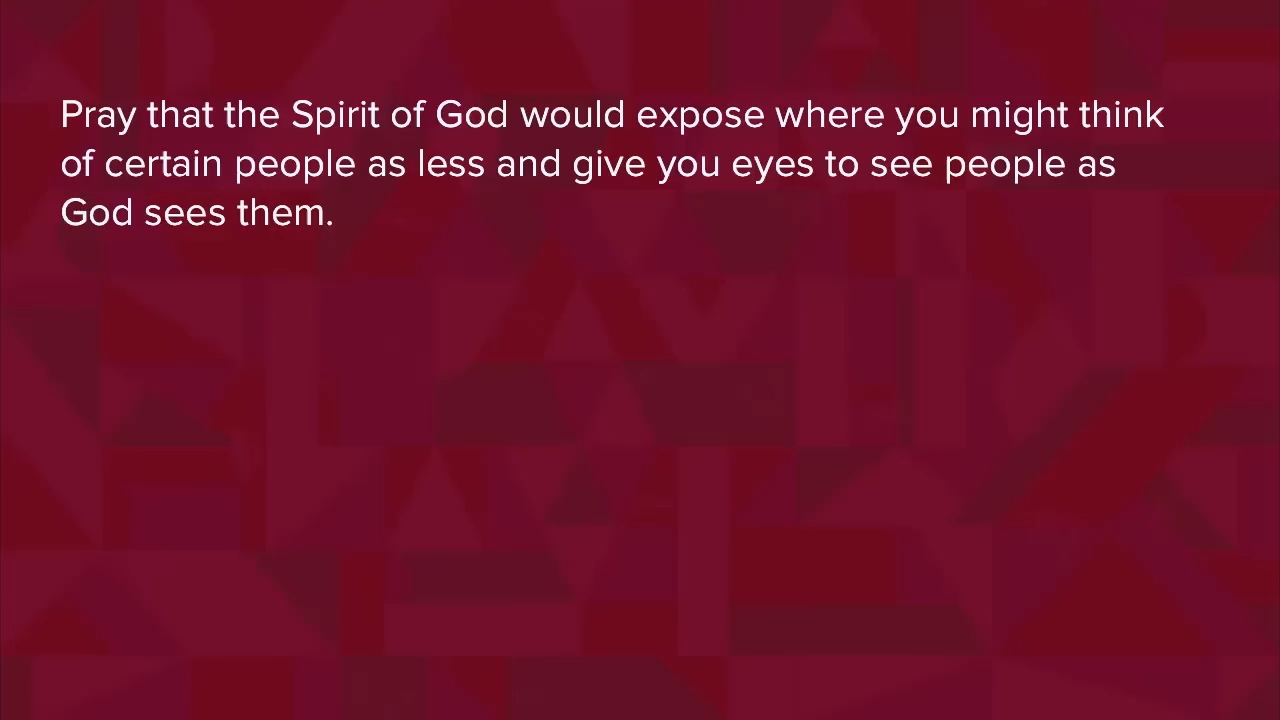 Pray that the Spirit of God would expose where you might think
of certain people as less and give you eyes to see people as
God sees them.